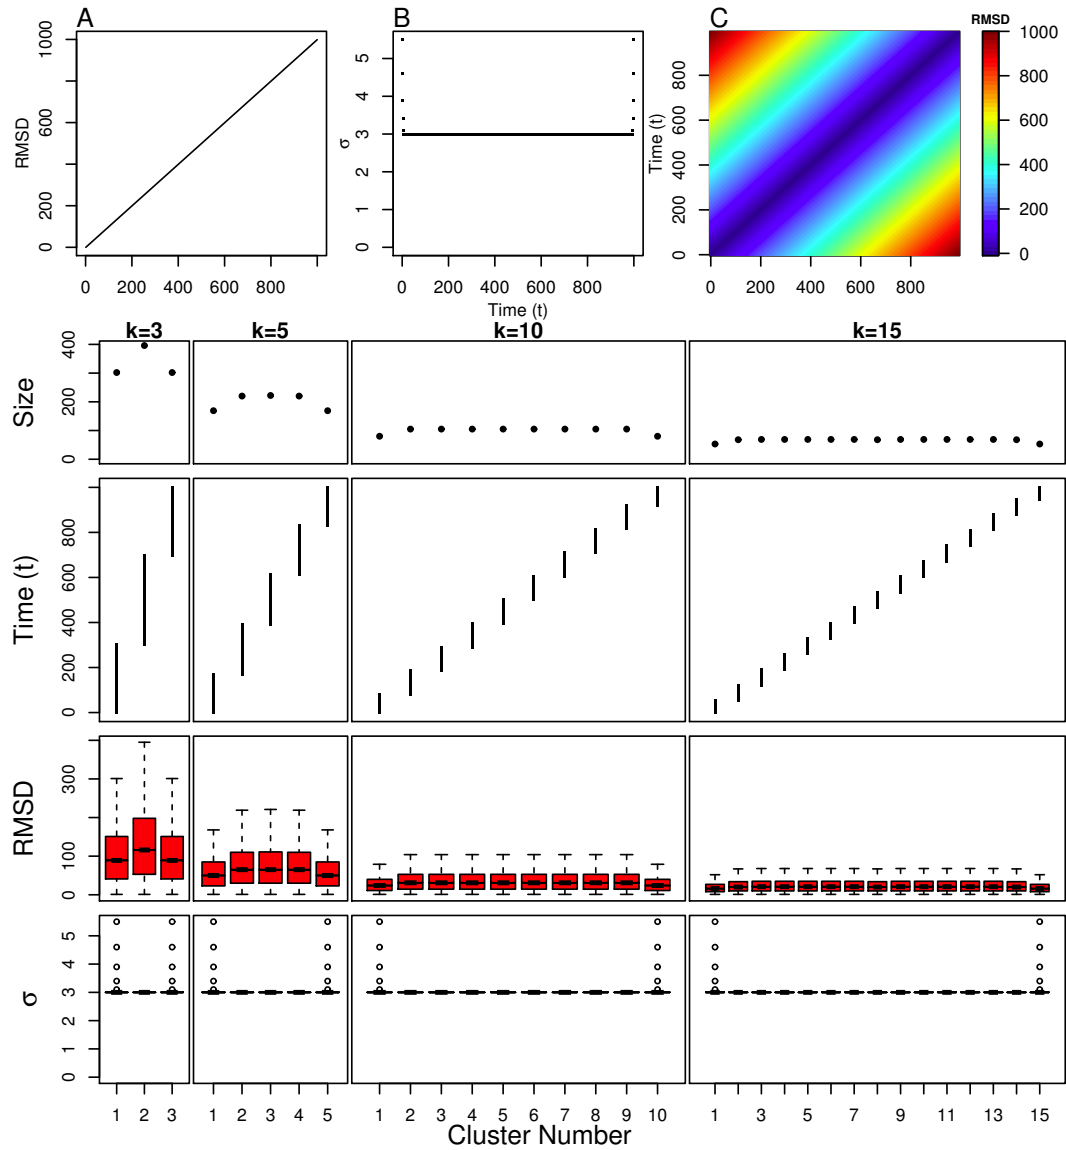 A
B
C
RMSD
RMSD
0 200 600 1000
0 200 400 600 800
σ
0 1 2 3 4 5
0 200 400 600 800
Time (t)
Time (t)
0 200 400 600 800
0 200 400 600 800
0 200 400 600 800 1000
k=3 k=5 k=10 k=15
Size
0 200 400
Time (t)
0 200 400 600 800
RMSD
0 100 300
σ
0 1 2 3 4 5
1 2 3 1 2 3 4 5 1 2 3 4 5 6 7 8 9 10 1 3 5 7 9 11 13 15
Cluster Number